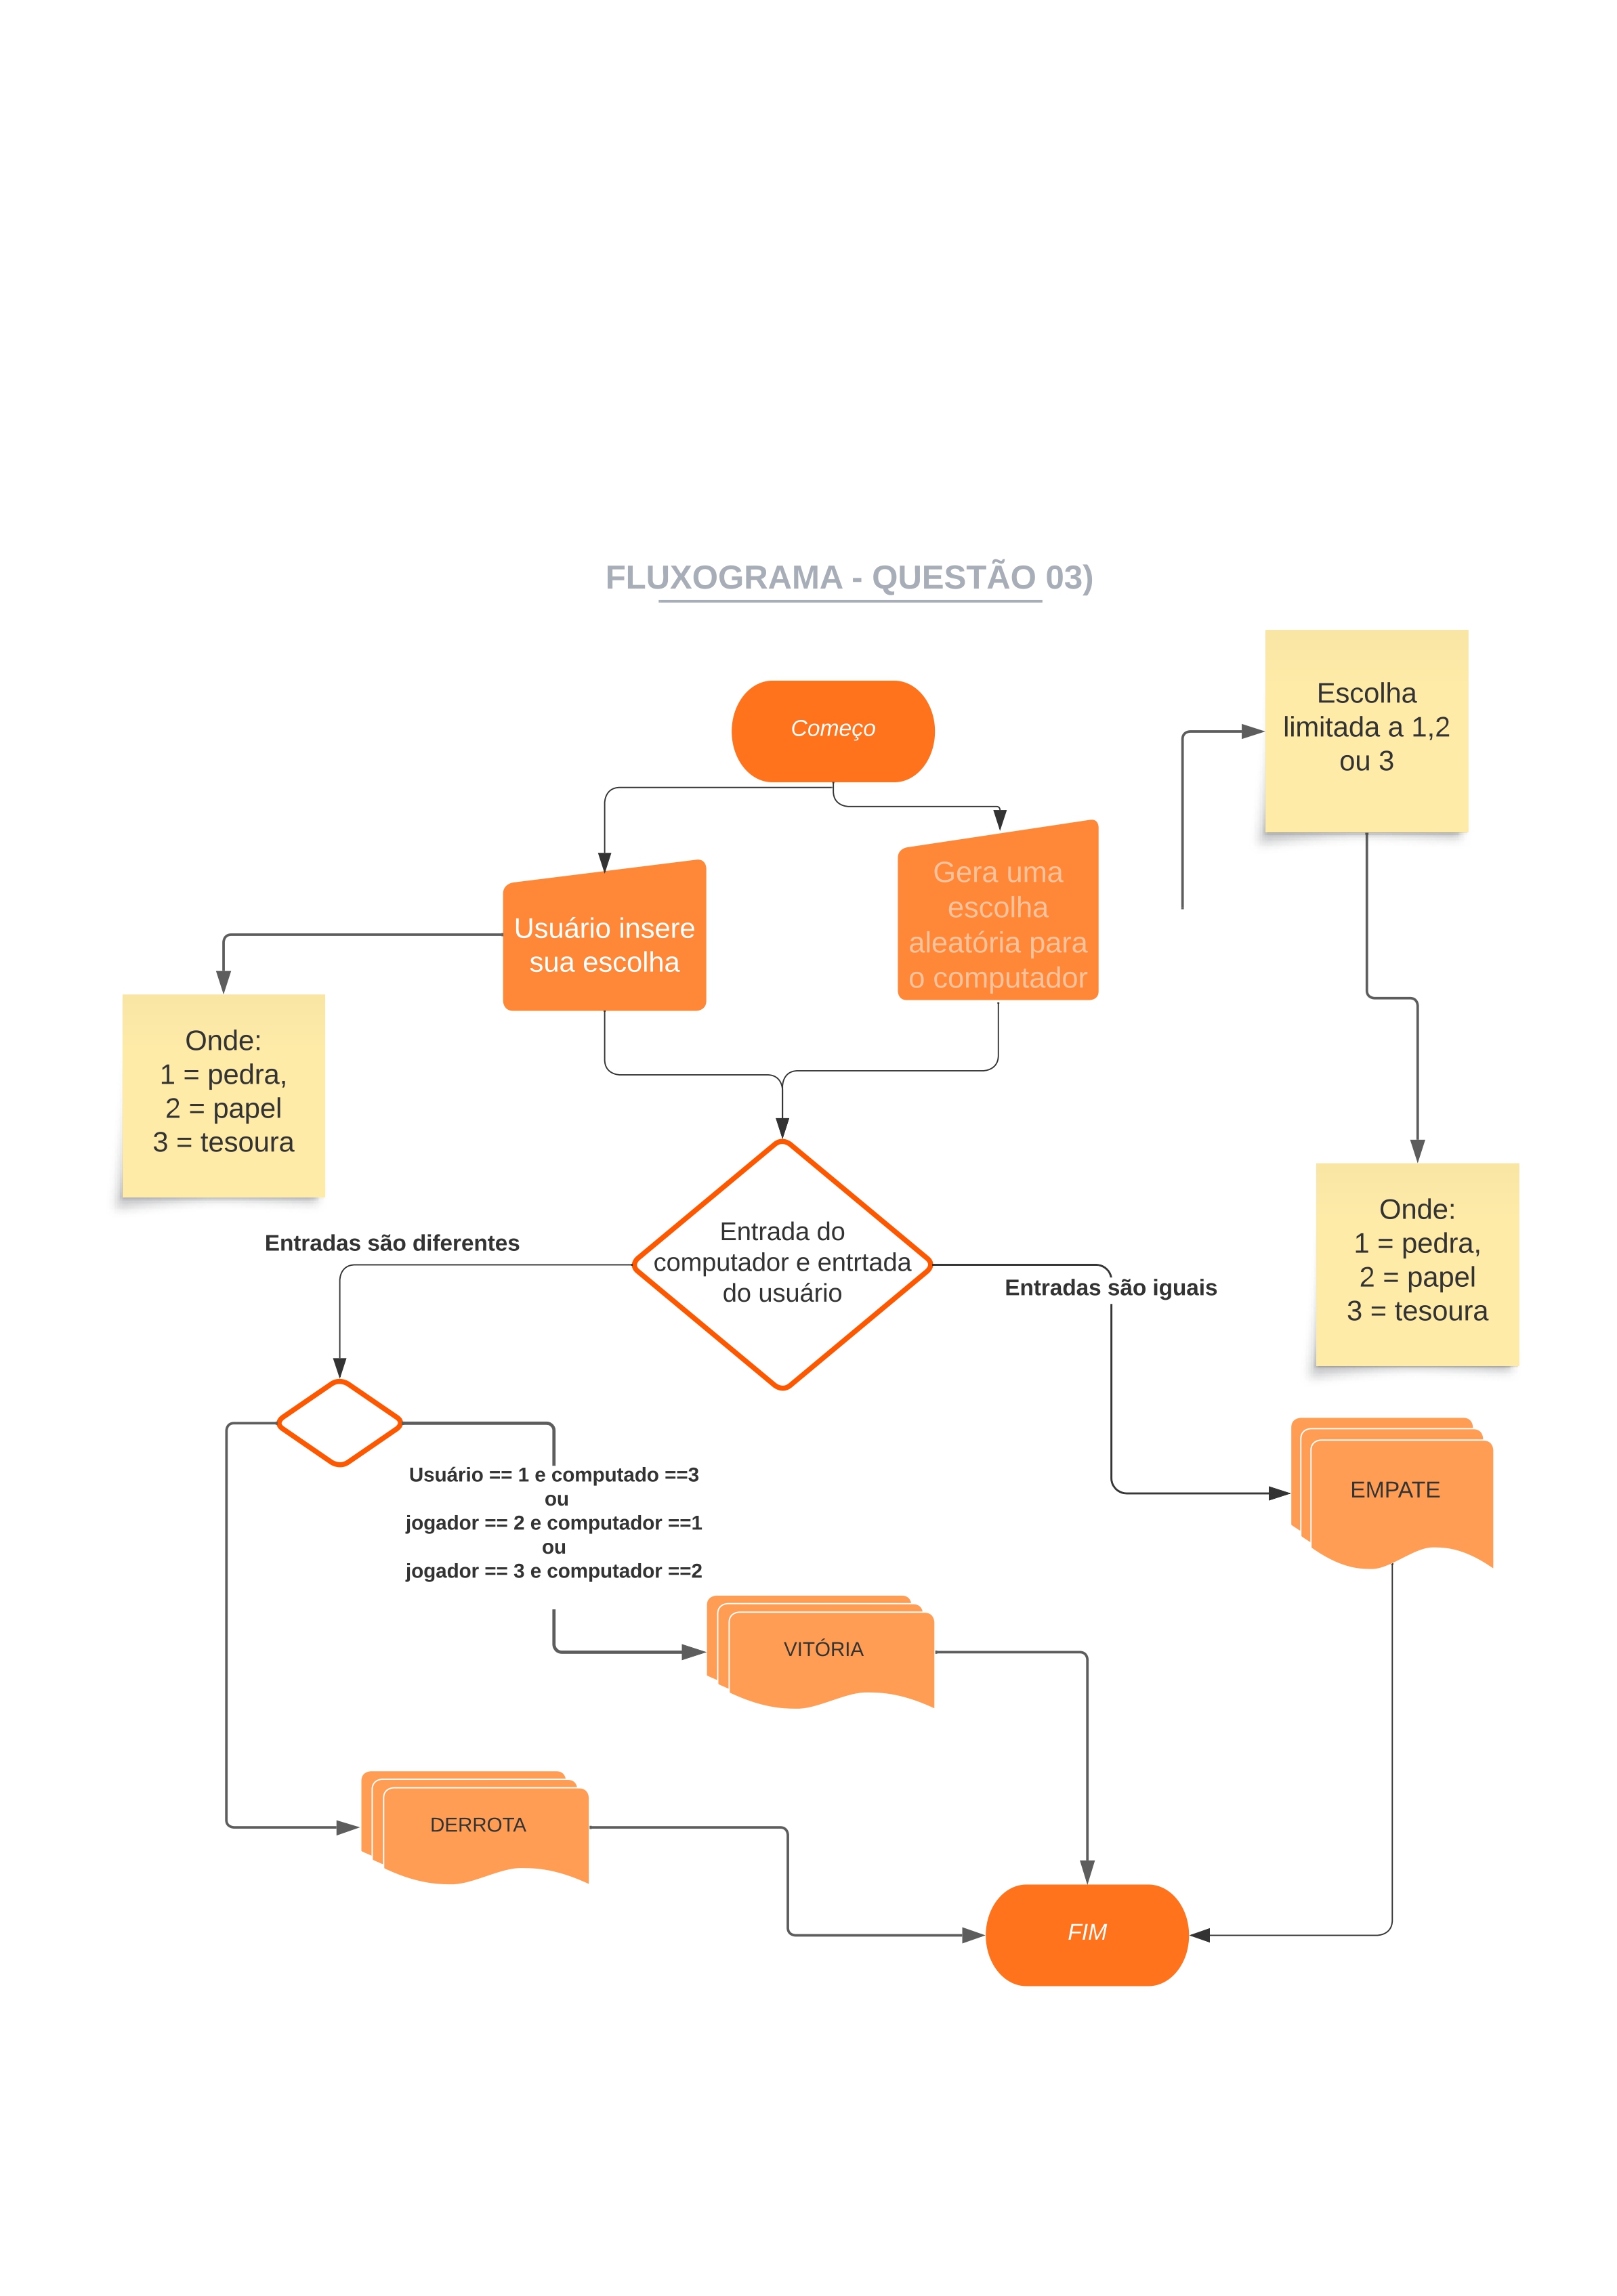 FLUXOGRAMA - QUESTÃO 03)
Começo
Escolha
limitada a 1,2
ou 3
Usuário insere
sua escolha
Gera uma
escolha
aleatória para
o computador
Onde:
1 = pedra,
2 = papel
3 = tesoura
Entrada do
computador e entrtada
do usuário
Entradas são diferentes
Entradas são iguais
Onde:
1 = pedra,
2 = papel
3 = tesoura
Usuário == 1 e computado ==3
ou
jogador == 2 e computador ==1
ou
jogador == 3 e computador ==2
EMPATE
VITÓRIA
DERROTA
FIM